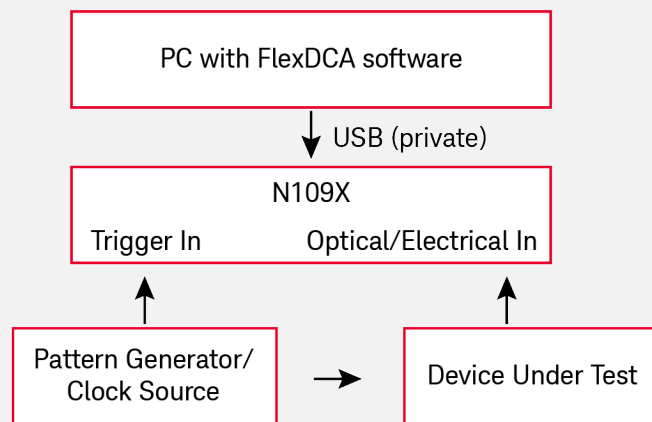 PC with FlexDCA software
USB (private)
N109X
Trigger In
Optical/Electrical In
Pattern Generator/
Clock Source
Device Under Test